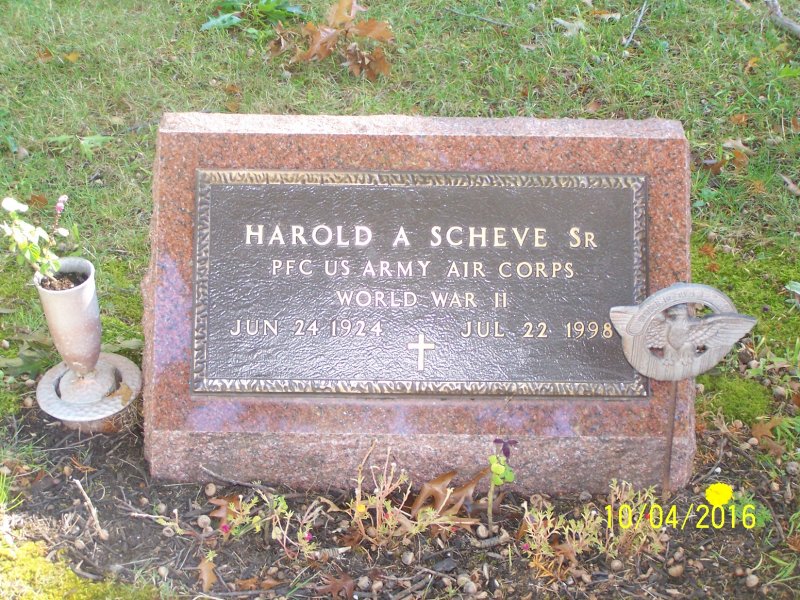 HAROLD A SCHEVE SR
PFC US ARMY AIR CORPS
WORLD WAR II
JUN 24 1924 JUL 22 1998
10/04/2016